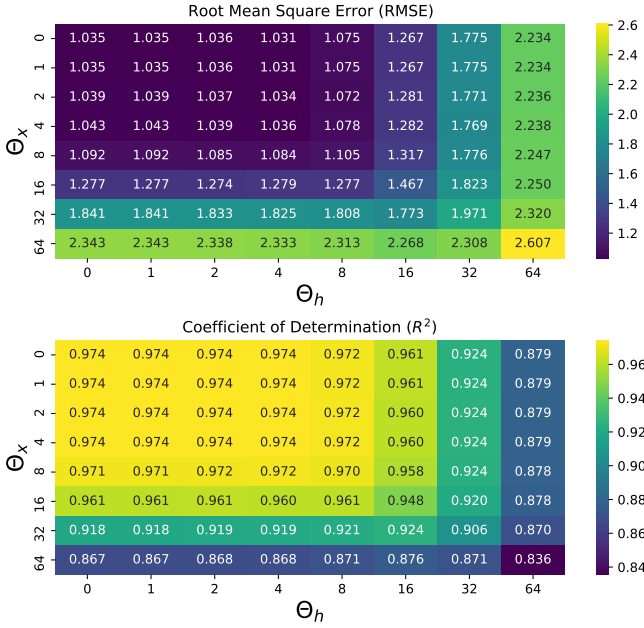 Root Mean Square Error (RMSE)
0 1.035 1.035 1.036 1.031 1.075 1.267 1.775 2.234
1 1.035 1.035 1.036 1.031 1.075 1.267 1.775 2.234
2 1.039 1.039 1.037 1.034 1.072 1.281 1.771 2.236
4 1.043 1.043 1.039 1.036 1.078 1.282 1.769 2.238
8 1.092 1.092 1.085 1.084 1.105 1.317 1.776 2.247
16 1.277 1.277 1.274 1.279 1.277 1.467 1.823 2.250
32 1.841 1.841 1.833 1.825 1.808 1.773 1.971 2.320
64 2.343 2.343 2.338 2.333 2.313 2.268 2.308 2.607
0 1 2 4 8 16 32 64
Θx
Θh
2.6
2.4
2.2
2.0
1.8
1.6
1.4
1.2
Coefficient of Determination (R²)
0 0.974 0.974 0.974 0.974 0.972 0.961 0.924 0.879
1 0.974 0.974 0.974 0.974 0.972 0.961 0.924 0.879
2 0.974 0.974 0.974 0.974 0.972 0.960 0.924 0.879
4 0.974 0.974 0.974 0.974 0.972 0.960 0.924 0.879
8 0.971 0.971 0.972 0.972 0.970 0.958 0.924 0.878
16 0.961 0.961 0.961 0.960 0.961 0.948 0.920 0.878
32 0.918 0.918 0.919 0.919 0.921 0.924 0.906 0.870
64 0.867 0.867 0.868 0.868 0.871 0.876 0.871 0.836
0 1 2 4 8 16 32 64
Θx
Θh
0.96
0.94
0.92
0.90
0.88
0.86
0.84